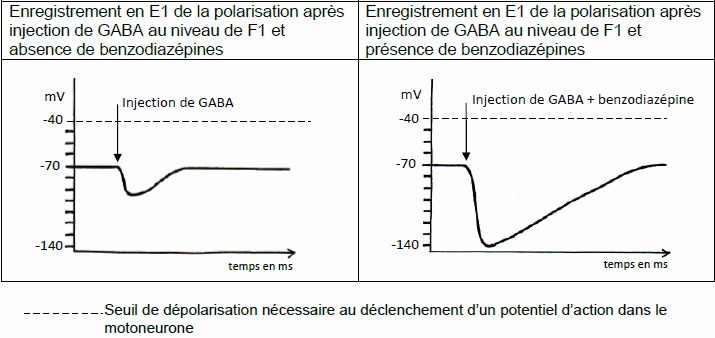 Enregistrement en E1 de la polarisation après
injection de GABA au niveau de F1 et
absence de benzodiazépines
Enregistrement en E1 de la polarisation après
injection de GABA au niveau de F1 et
présence de benzodiazépines
mV
Injection de GABA
-40
-70
-140
temps en ms
mV
Injection de GABA + benzodiazépine
-40
-70
-140
temps en ms
Seuil de dépolarisation nécessaire au déclenchement d'un potentiel d'action dans le
motoneurone